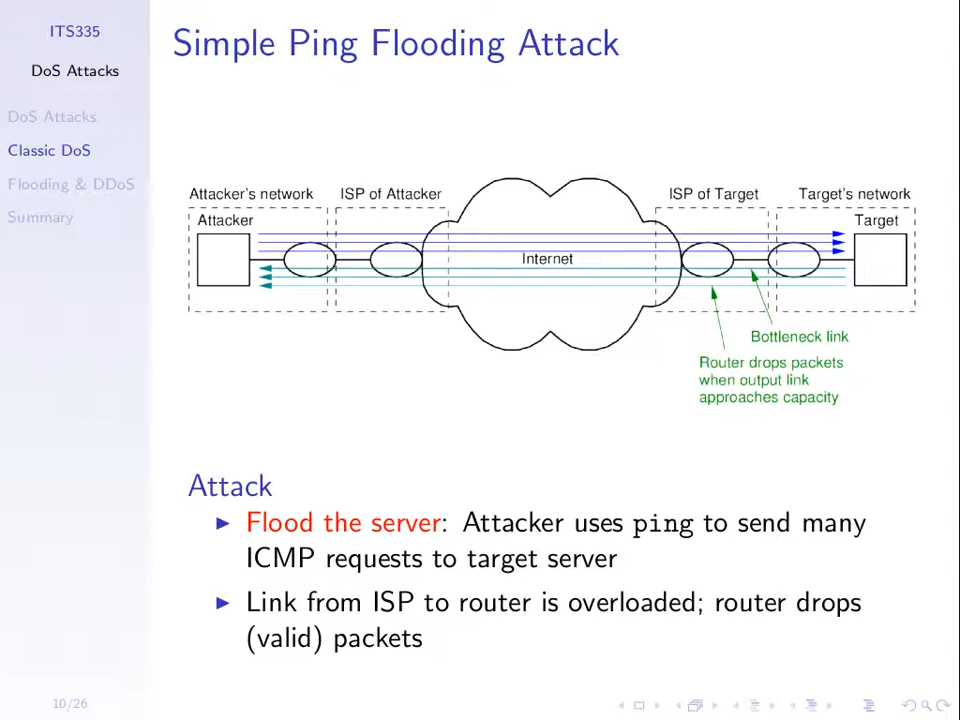 ITS335
DoS Attacks
DoS Attacks
Classic DoS
Flooding & DDoS
Summary
Simple Ping Flooding Attack
Attacker's network
ISP of Attacker
ISP of Target
Target's network
Attacker
Target
Internet
Bottleneck link
Router drops packets
when output link
approaches capacity
Attack
Flood the server: Attacker uses ping to send many
ICMP requests to target server
Link from ISP to router is overloaded; router drops
(valid) packets
10/26